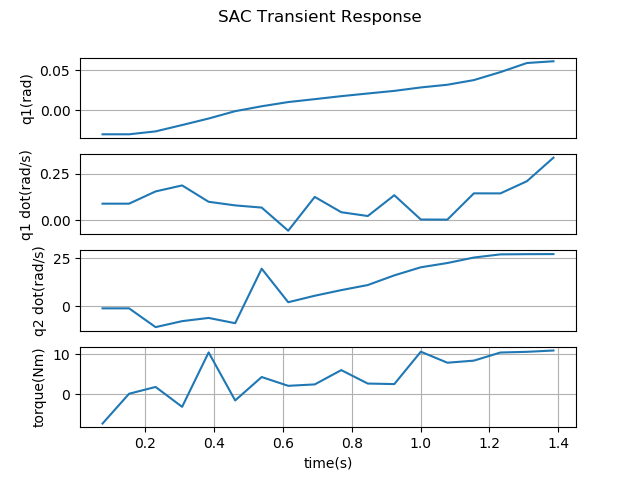 SAC Transient Response
q1(rad)
0.05
0.00
q1 dot(rad/s)
0.25
0.00
q2 dot(rad/s)
25
0
torque(Nm)
10
0
0.2 0.4 0.6 0.8 1.0 1.2 1.4
time(s)